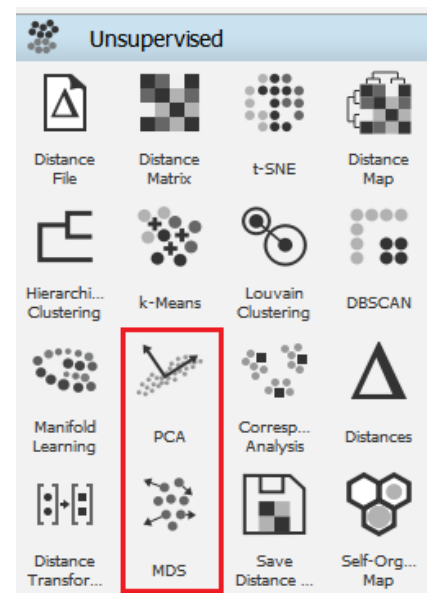 Unsupervised
Distance
File
Distance
Matrix
t-SNE
Distance
Map
Hierarchi...
Clustering
k-Means
Louvain
Clustering
DBSCAN
Manifold
Learning
PCA
Corresp...
Analysis
Distances
Distance
Transfor...
MDS
Save
Distance ...
Self-Org...
Map